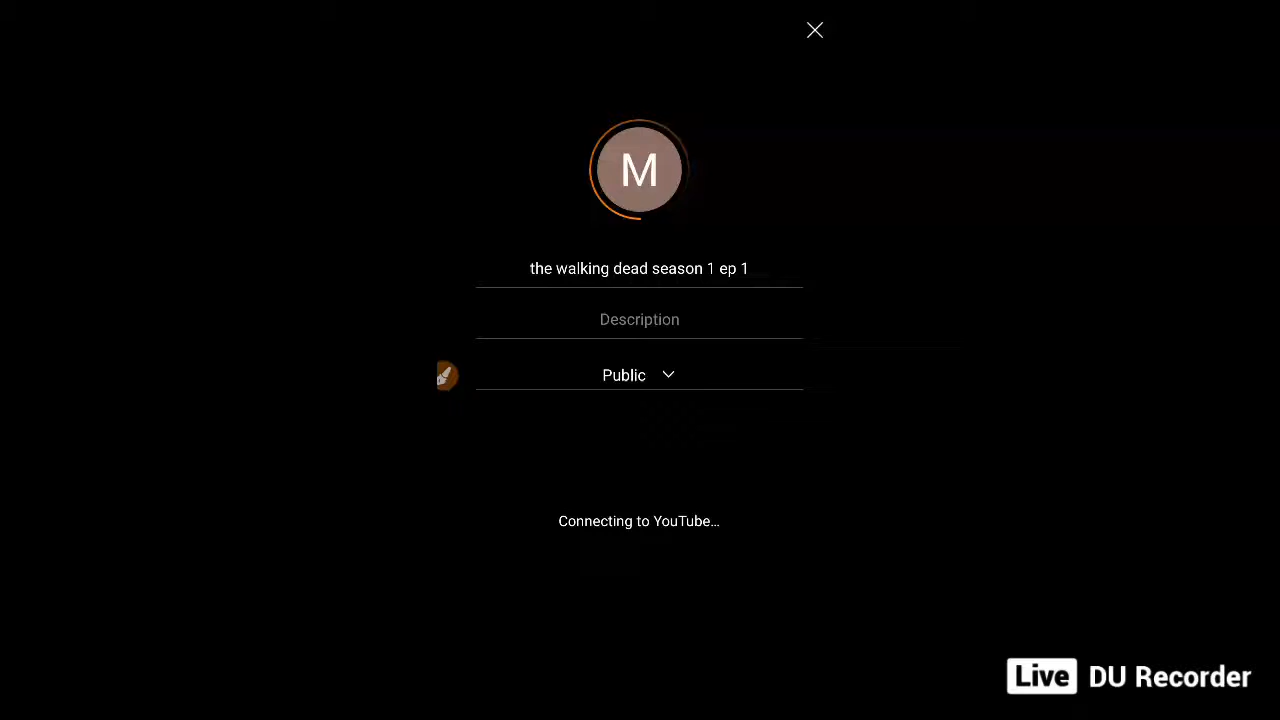 M
the walking dead season 1 ep 1
Description
Public
Connecting to YouTube...
Live DU Recorder